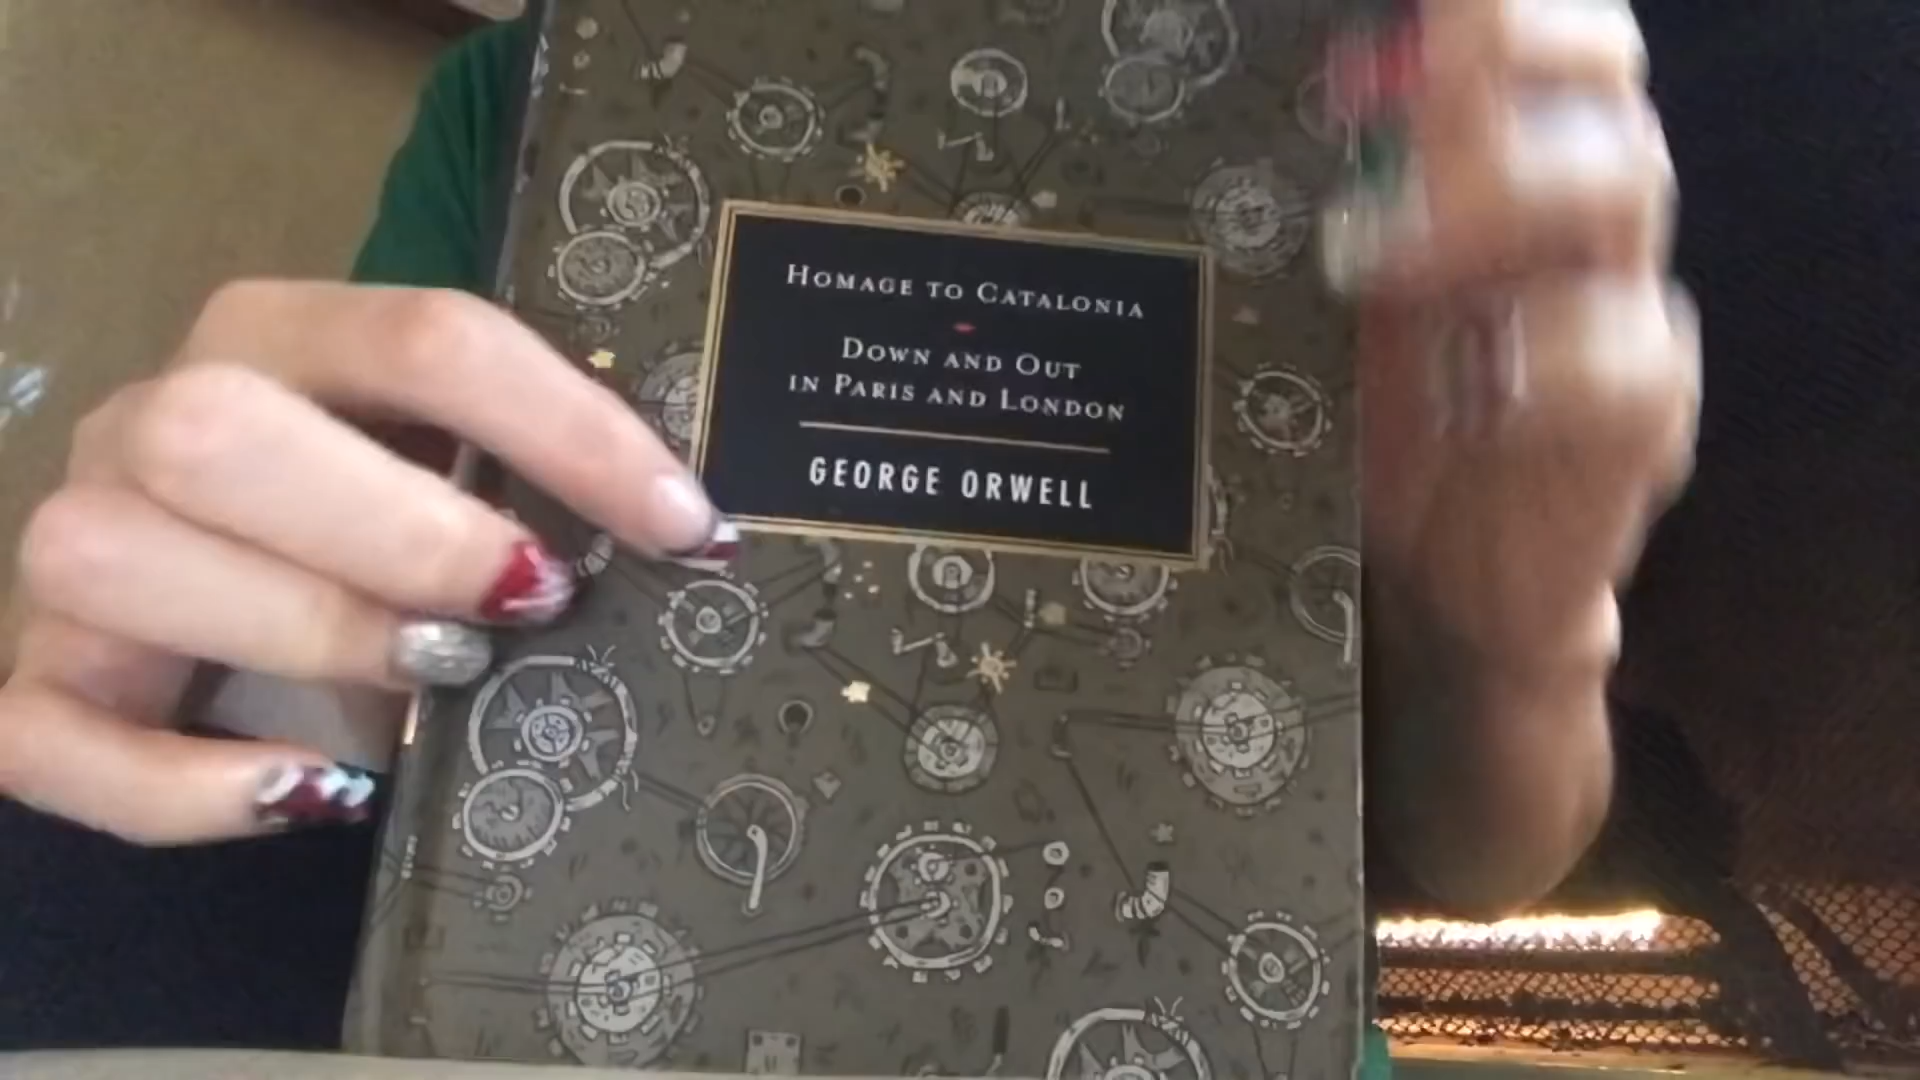 HOMAGE TO CATALONIA
DOWN AND OUT
IN PARIS AND LONDON
GEORGE ORWELL